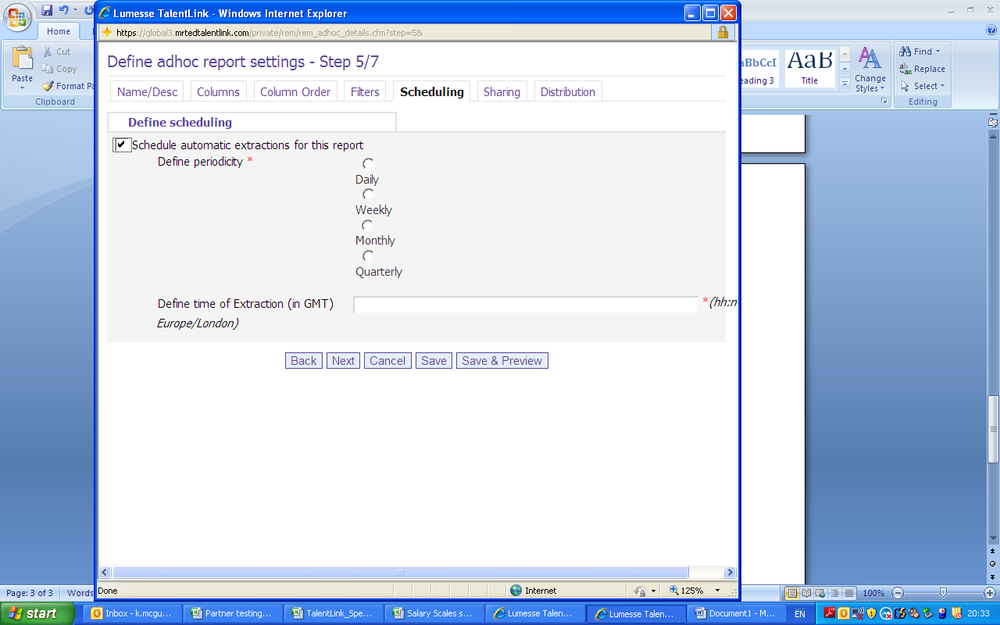 Lumesse TalentLink - Windows Internet Explorer
https://global3.mrtedtalentlink.com/private/rem/rem_adhoc_details.cfm?step=5&
Home
Cut
Copy
Format Pa
Paste
Clipboard
Define adhoc report settings - Step 5/7
Name/Desc Columns Column Order Filters Scheduling Sharing Distribution
Define scheduling
Schedule automatic extractions for this report
Define periodicity *
Daily
Weekly
Monthly
Quarterly
Define time of Extraction (in GMT) * (hh:m
Europe/London)
Back Next Cancel Save Save & Preview
aBbCcI AaB
eading 3 Title
Change Styles
Find
Replace
Select
Editing
Done Internet 125%
Page: 3 of 3 Words 100%
start Inbox - k.mcgu... Partner testing... TalentLink_Spe... Salary Scales s... Lumesse Talen... Lumesse Talen... Document1 - M... EN 20:33